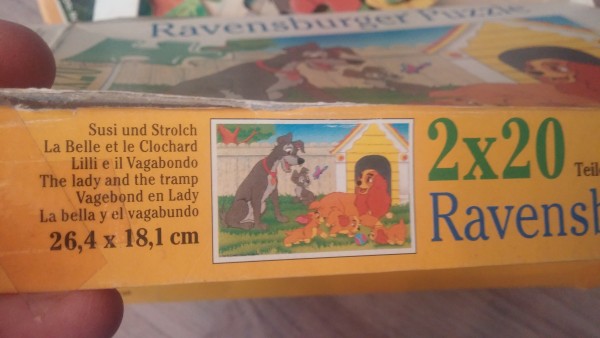 Ravensburger Puzzle
Susi und Strolch
La Belle et le Clochard
Lilli e il Vagabondo
The lady and the tramp
Vagebond en Lady
La bella y el vagabundo
26,4 x 18,1 cm
2x20
Teil
Ravensb